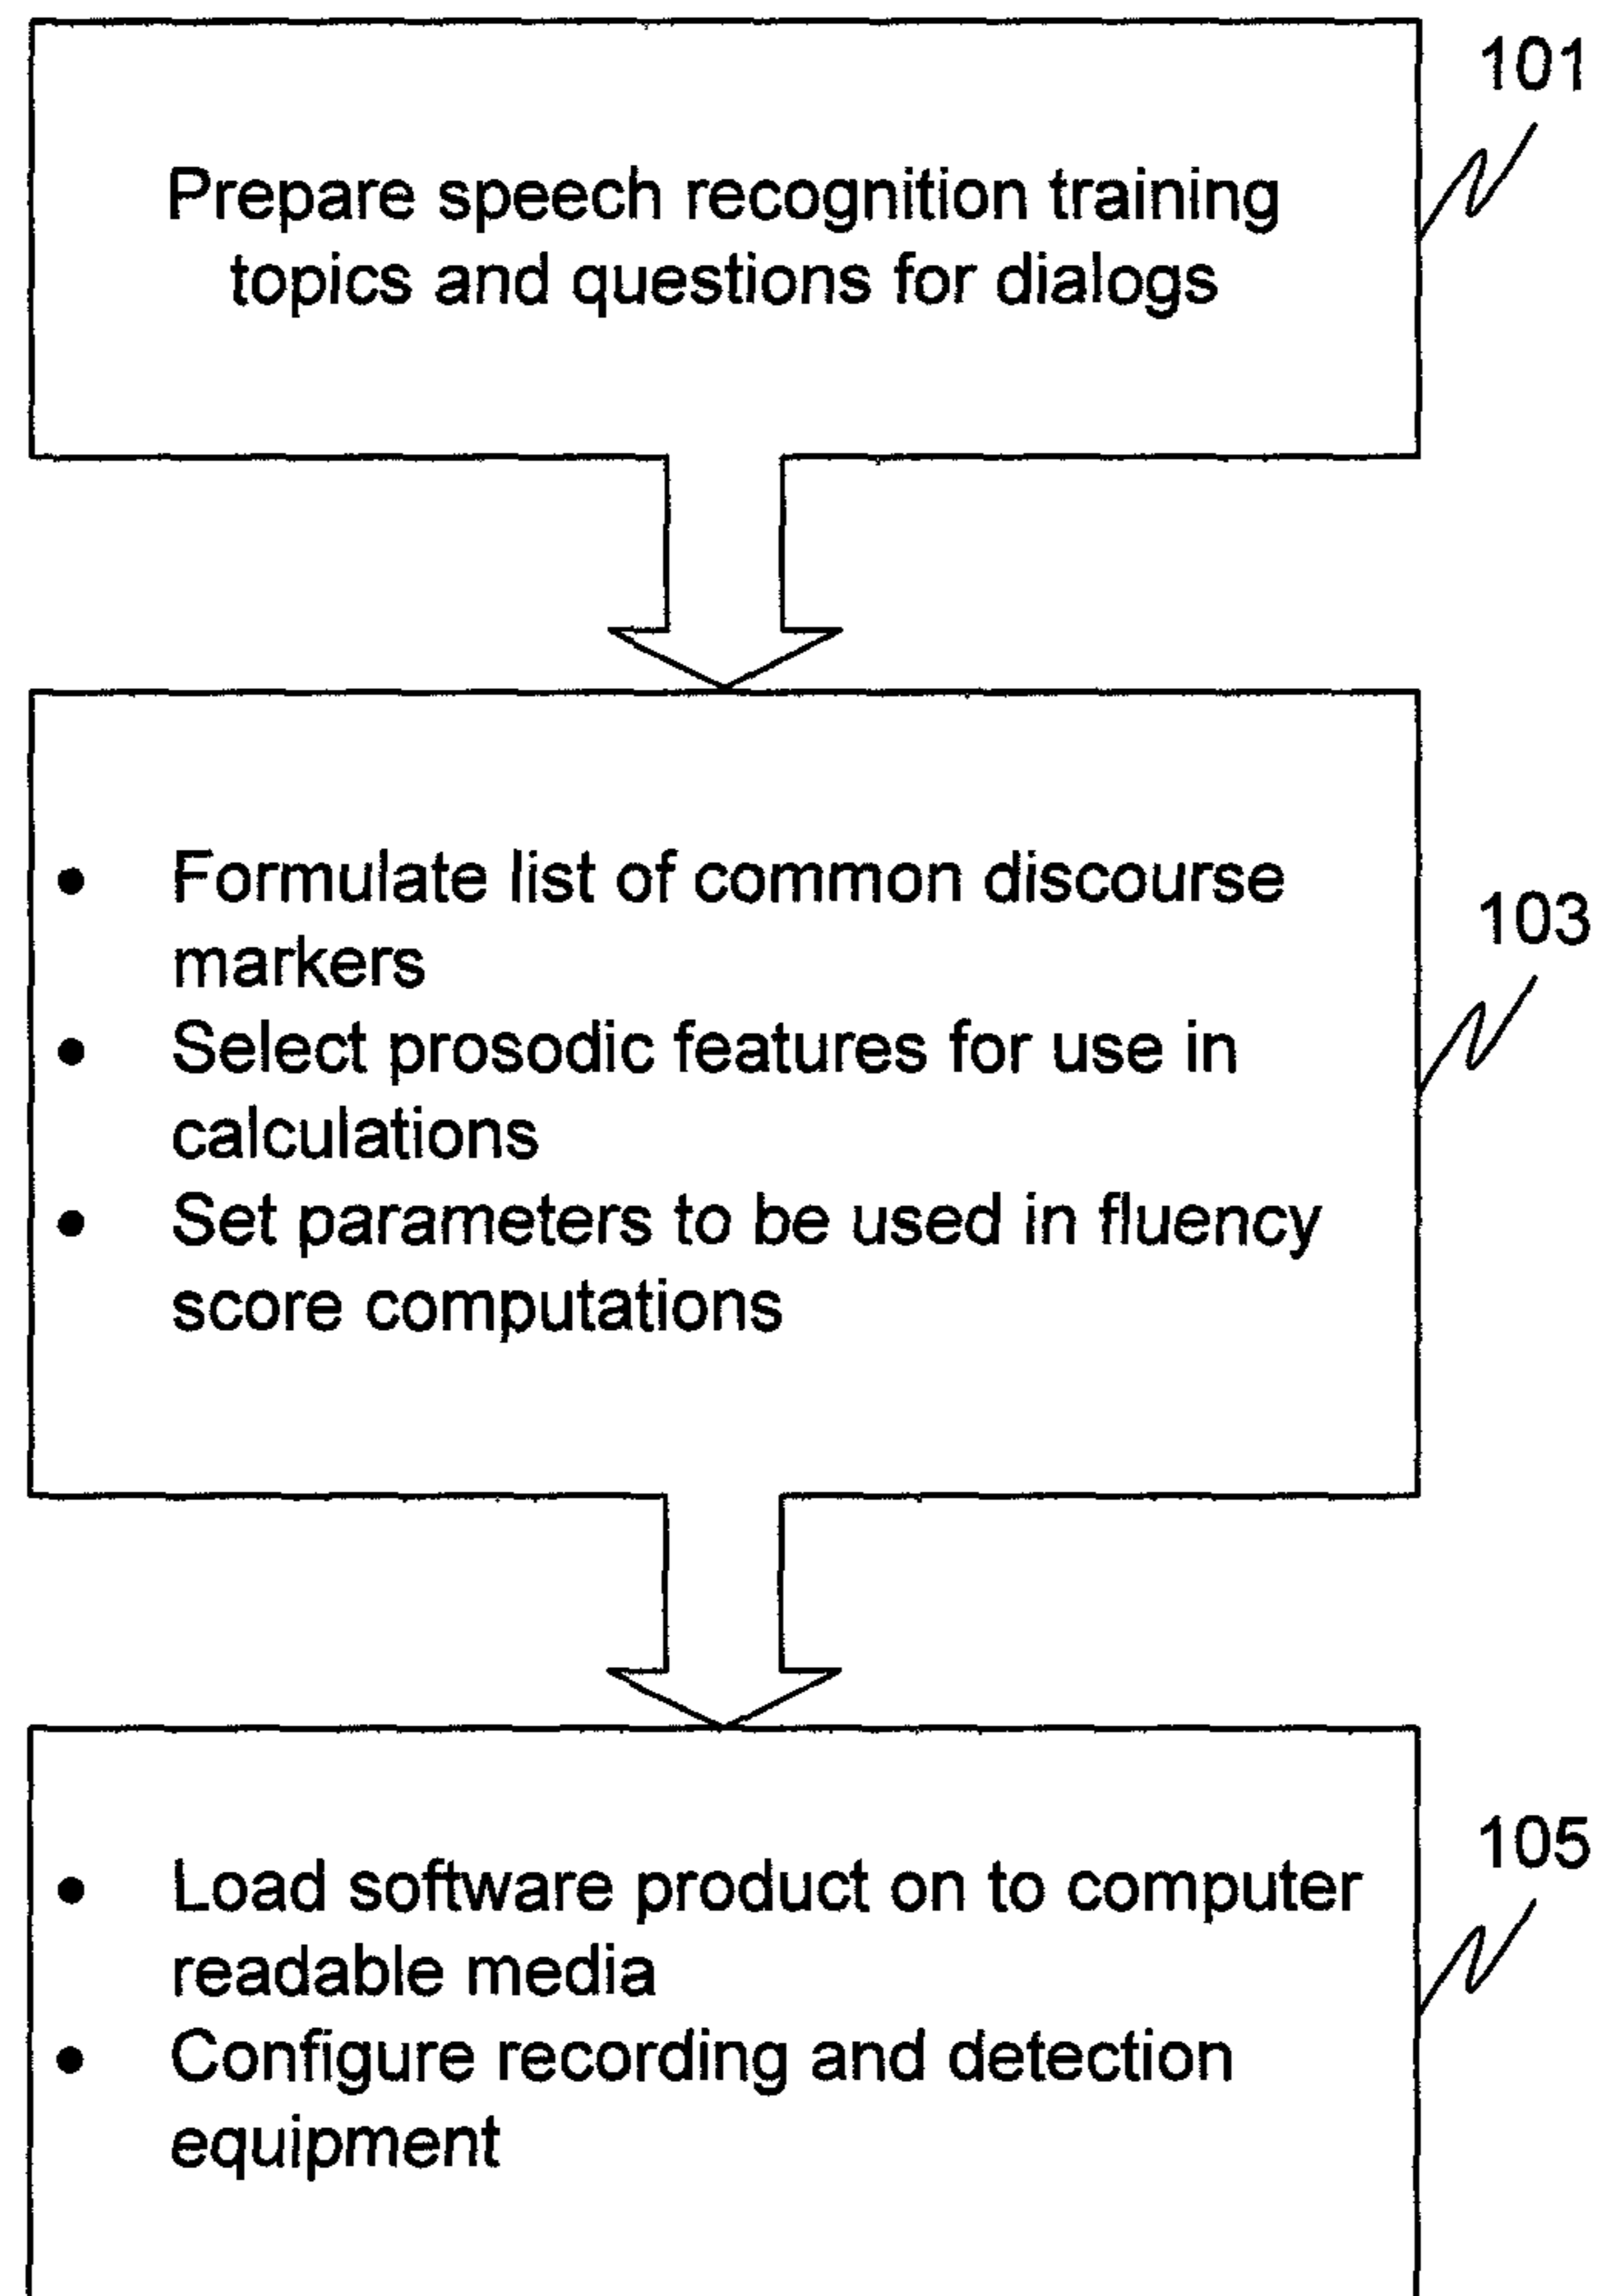 101
Prepare speech recognition training
topics and questions for dialogs
• Formulate list of common discourse
markers
103
• Select prosodic features for use in
calculations
• Set parameters to be used in fluency
score computations
105
• Load software product on to computer
readable media
• Configure recording and detection
equipment